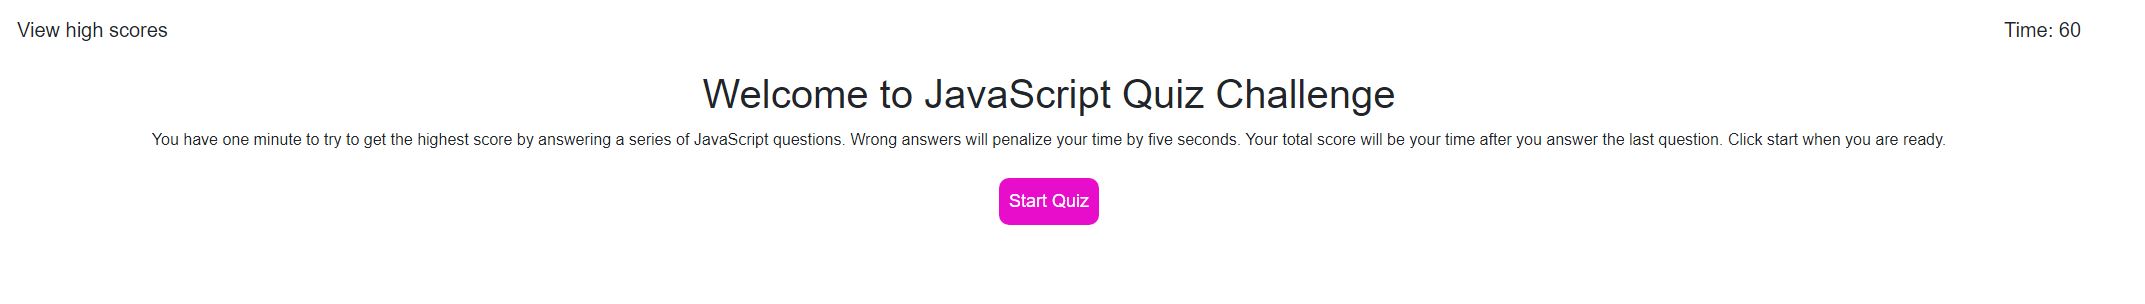 View high scores
Time: 60
Welcome to JavaScript Quiz Challenge
You have one minute to try to get the highest score by answering a series of JavaScript questions. Wrong answers will penalize your time by five seconds. Your total score will be your time after you answer the last question. Click start when you are ready.
Start Quiz